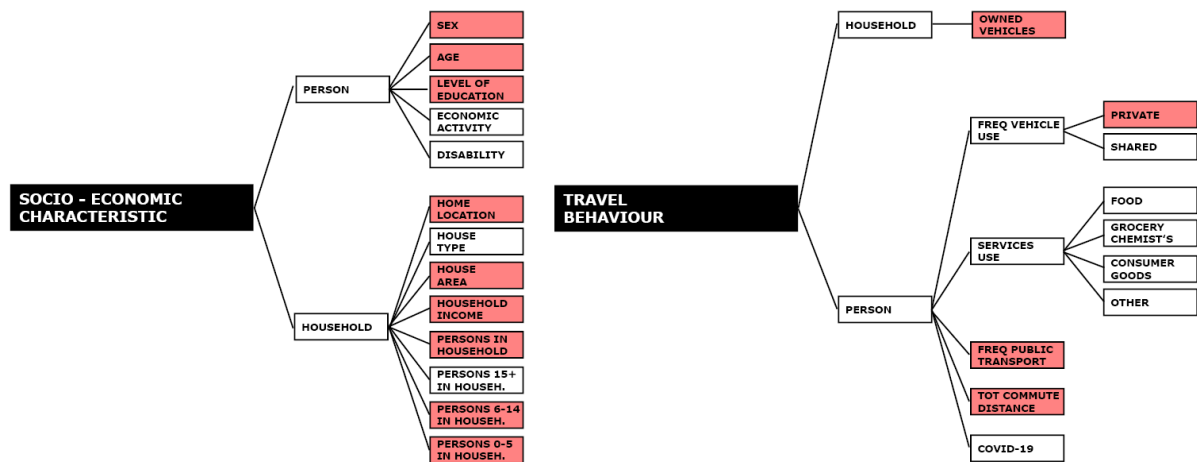 SOCIO - ECONOMIC
CHARACTERISTIC
PERSON
SEX
AGE
LEVEL OF
EDUCATION
ECONOMIC
ACTIVITY
DISABILITY
HOUSEHOLD
HOME
LOCATION
HOUSE
TYPE
HOUSE
AREA
HOUSEHOLD
INCOME
PERSONS IN
HOUSEHOLD
PERSONS 15+
IN HOUSEH.
PERSONS 6-14
IN HOUSEH.
PERSONS 0-5
IN HOUSEH.
TRAVEL
BEHAVIOUR
HOUSEHOLD
OWNED
VEHICLES
PERSON
FREQ VEHICLE
USE
PRIVATE
SHARED
SERVICES
USE
FOOD
GROCERY
CHEMIST'S
CONSUMER
GOODS
OTHER
FREQ PUBLIC
TRANSPORT
TOT COMMUTE
DISTANCE
COVID-19